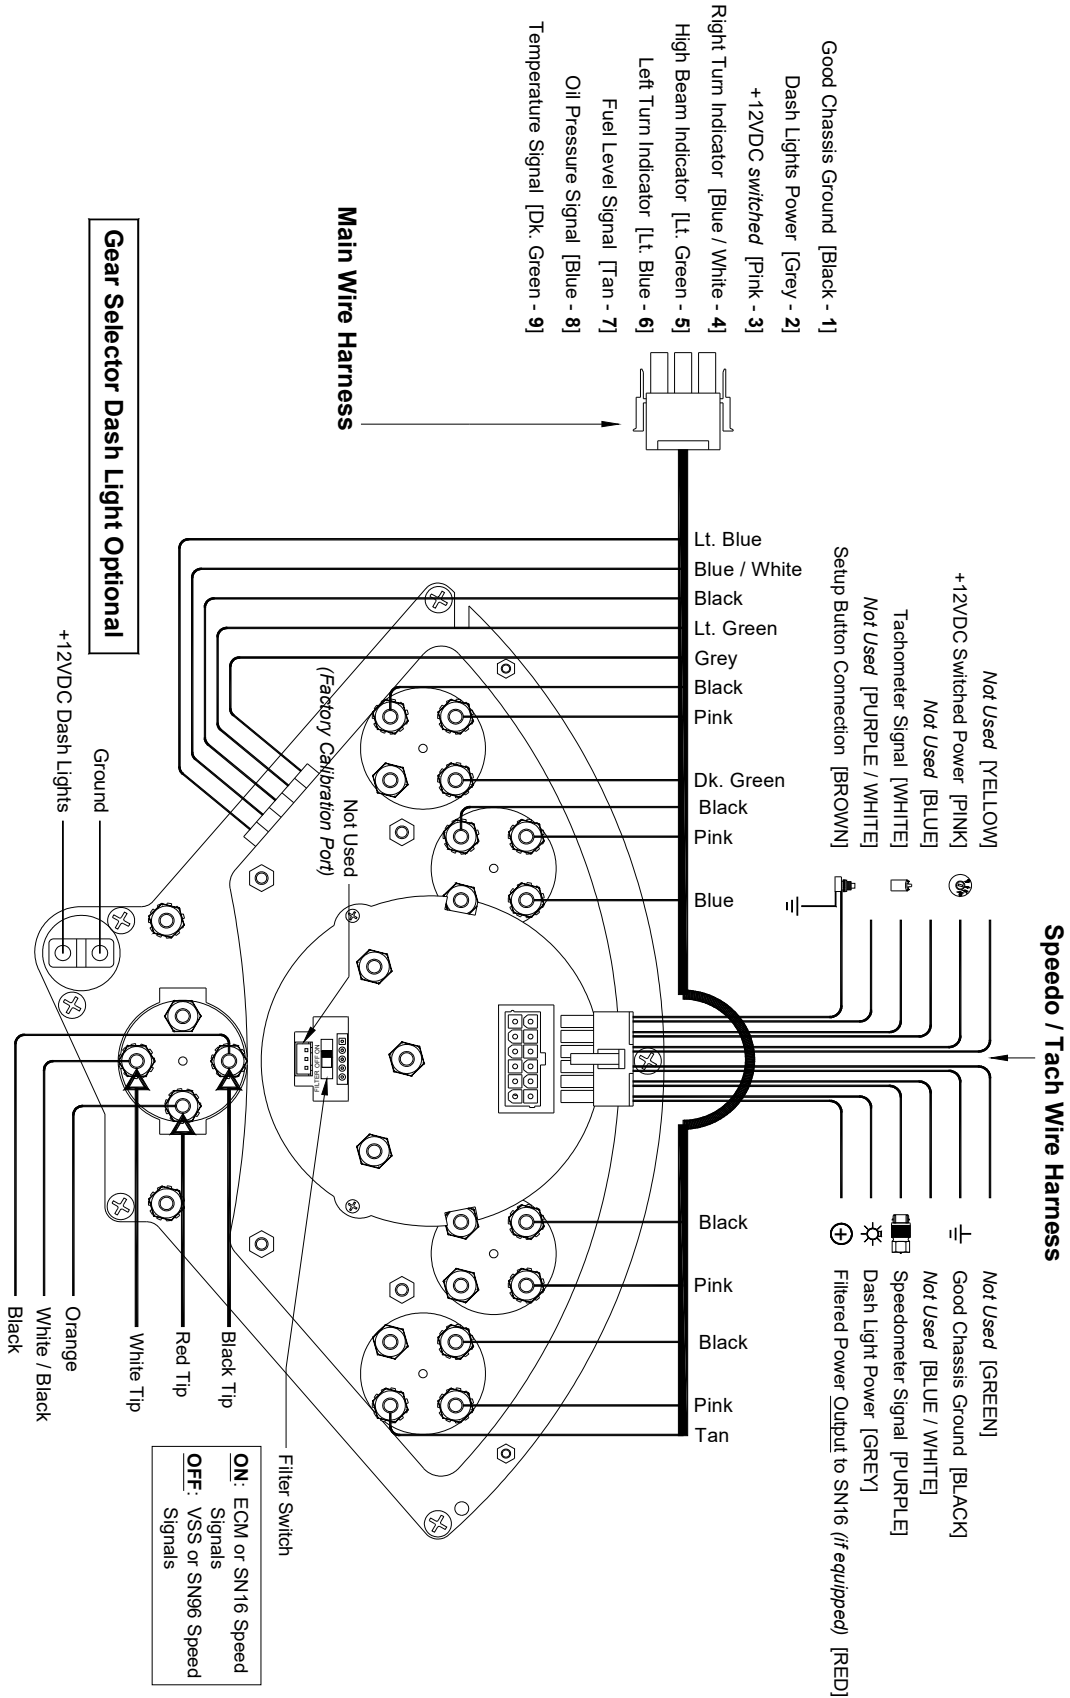 Speedo / Tach Wire Harness
Not Used [YELLOW]
+12VDC Switched Power [PINK]
Not Used [BLUE]
Tachometer Signal [WHITE]
Not Used [PURPLE / WHITE]
Setup Button Connection [BROWN]
Not Used [GREEN]
Good Chassis Ground [BLACK]
Not Used [BLUE / WHITE]
Speedometer Signal [PURPLE]
Dash Light Power [GREY]
Filtered Power Output to SN16 (if equipped) [RED]
Good Chassis Ground [Black - 1]
Dash Lights Power [Grey - 2]
+12VDC switched [Pink - 3]
Right Turn Indicator [Blue / White - 4]
High Beam Indicator [Lt. Green - 5]
Left Turn Indicator [Lt. Blue - 6]
Fuel Level Signal [Tan - 7]
Oil Pressure Signal [Blue - 8]
Temperature Signal [Dk. Green - 9]
Main Wire Harness
Lt. Blue
Blue / White
Black
Lt. Green
Grey
Black
Pink
Dk. Green
Black
Pink
Blue
Black
Pink
Black
Pink
Tan
Not Used
(Factory Calibration Port)
FILTER OFF ON
Filter Switch
ON: ECM or SN16 Speed
Signals
OFF: VSS or SN96 Speed
Signals
Gear Selector Dash Light Optional
Ground
+12VDC Dash Lights
Black Tip
Red Tip
White Tip
Orange
White / Black
Black